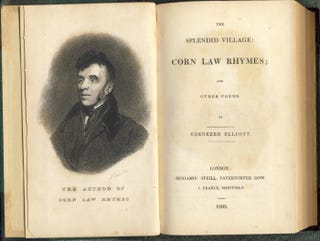 THE AUTHOR OF
CORN LAW RHYMES
THE
SPLENDID VILLAGE:
CORN LAW RHYMES;
AND
OTHER POEMS
BY
EBENEZER ELLIOTT.
LONDON:
BENJAMIN STEILL, PATERNOSTER ROW.
J. PEARCE, SHEFFIELD.